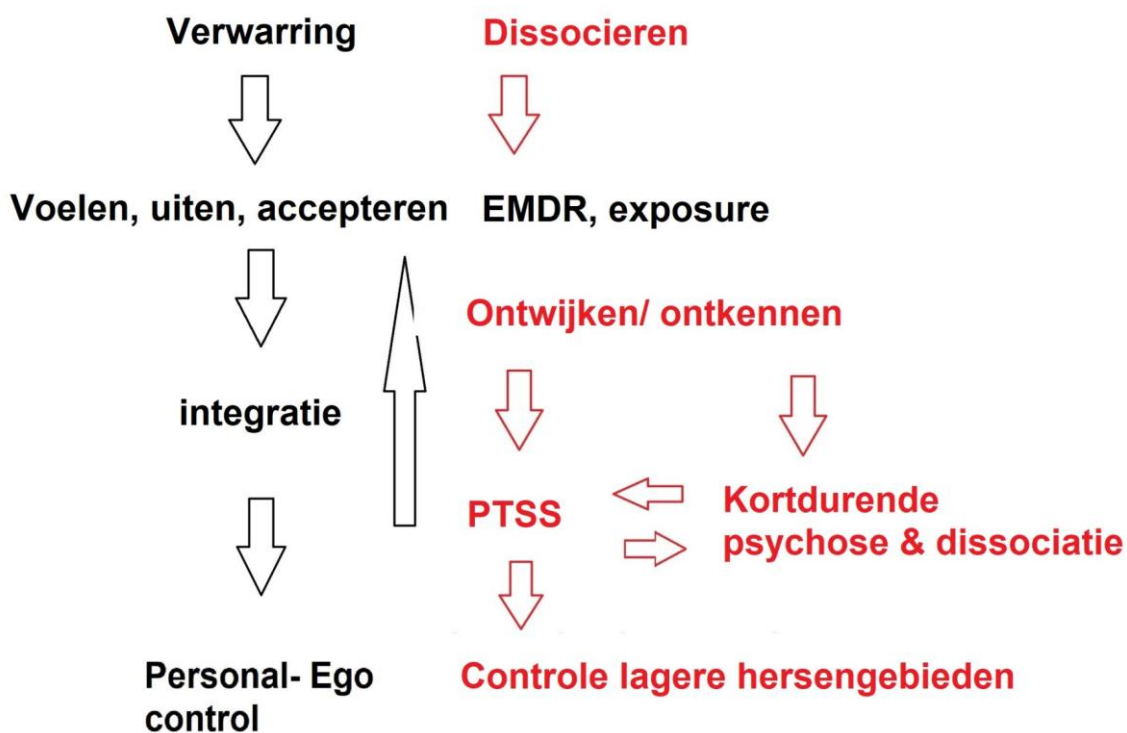 Verwarring
Dissocieren
Voelen, uiten, accepteren
EMDR, exposure
Ontwijken/ ontkennen
integratie
PTSS
Kortdurende
psychose & dissociatie
Personal- Ego
control
Controle lagere hersengebieden